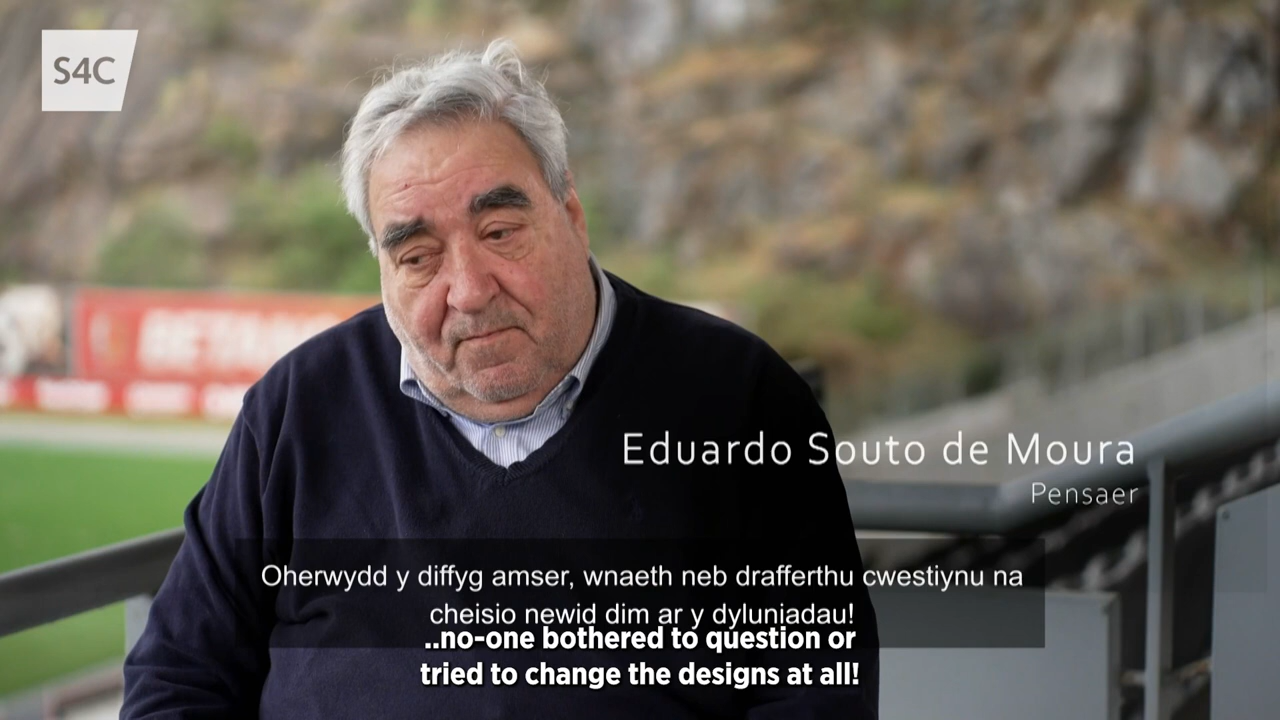 S4C
Eduardo Souto de Moura
Pensaer
Oherwydd y diffyg amser, wnaeth neb drafferthu cwestiynu na
cheisio newid dim ar y dyluniadau!
..no-one bothered to question or
tried to change the designs at all!